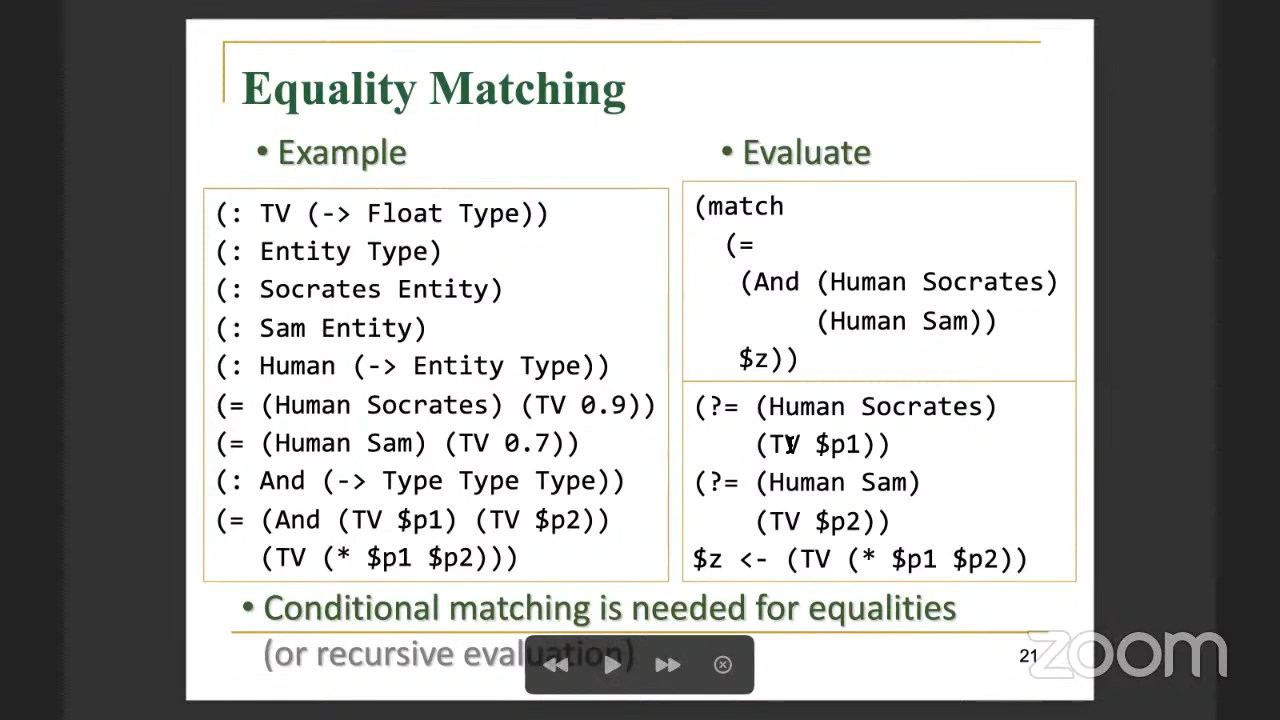 Equality Matching
• Example
(: TV (-> Float Type))
(: Entity Type)
(: Socrates Entity)
(: Sam Entity)
(: Human (-> Entity Type))
(= (Human Socrates) (TV 0.9))
(= (Human Sam) (TV 0.7))
(: And (-> Type Type Type))
(= (And (TV $p1) (TV $p2))
(TV (* $p1 $p2)))
• Evaluate
(match
(=
(And (Human Socrates)
(Human Sam))
$z))
(?= (Human Socrates)
(TV $p1))
(?= (Human Sam)
(TV $p2))
$z <- (TV (* $p1 $p2))
• Conditional matching is needed for equalities
(or recursive evaluation)
21
zoom